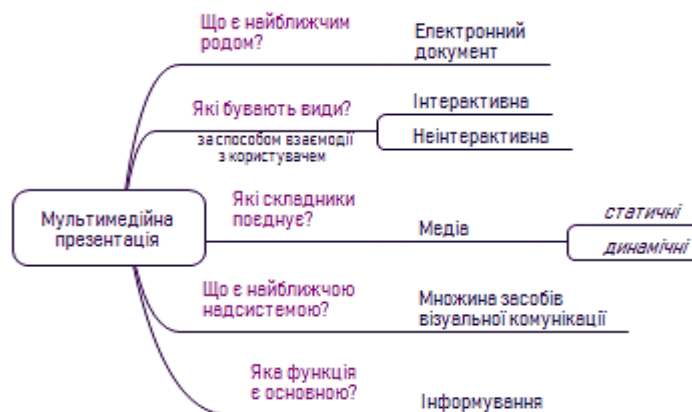 Що є найближчим
родом?
Електронний
документ
Які бувають види?
за способом взаємодії
з користувачем
Інтерактивна
Неінтерактивна
Мультимедійна
презентація
Які складники
поєднує?
Медіа
статичні
динамічні
Що є найближчою
надсистемою?
Множина засобів
візуальної комунікації
Яка функція
є основною?
Інформування